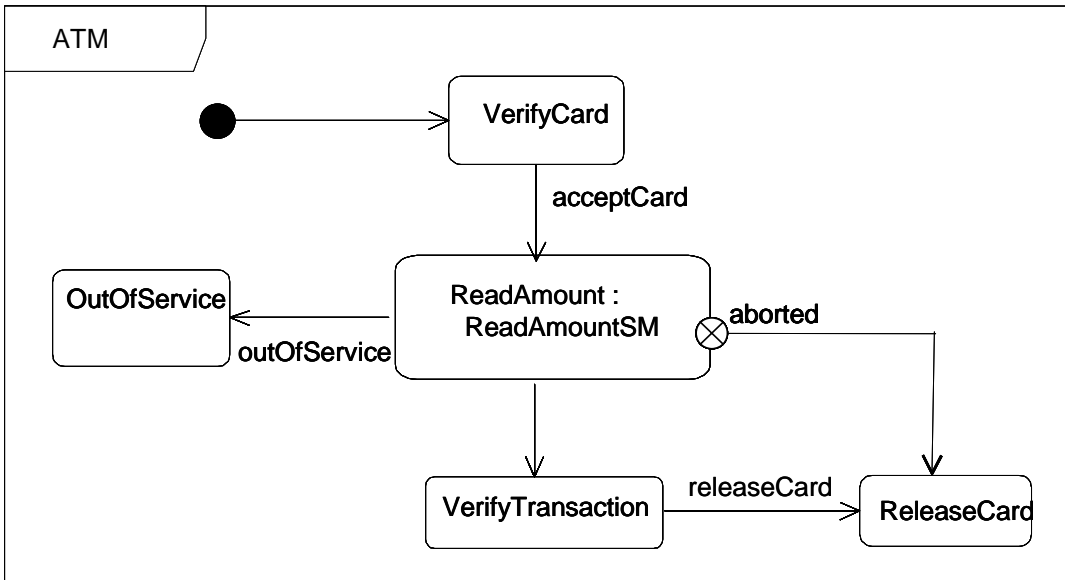 ATM
VerifyCard
acceptCard
OutOfService
ReadAmount :
ReadAmountSM
aborted
outOfService
VerifyTransaction
releaseCard
ReleaseCard